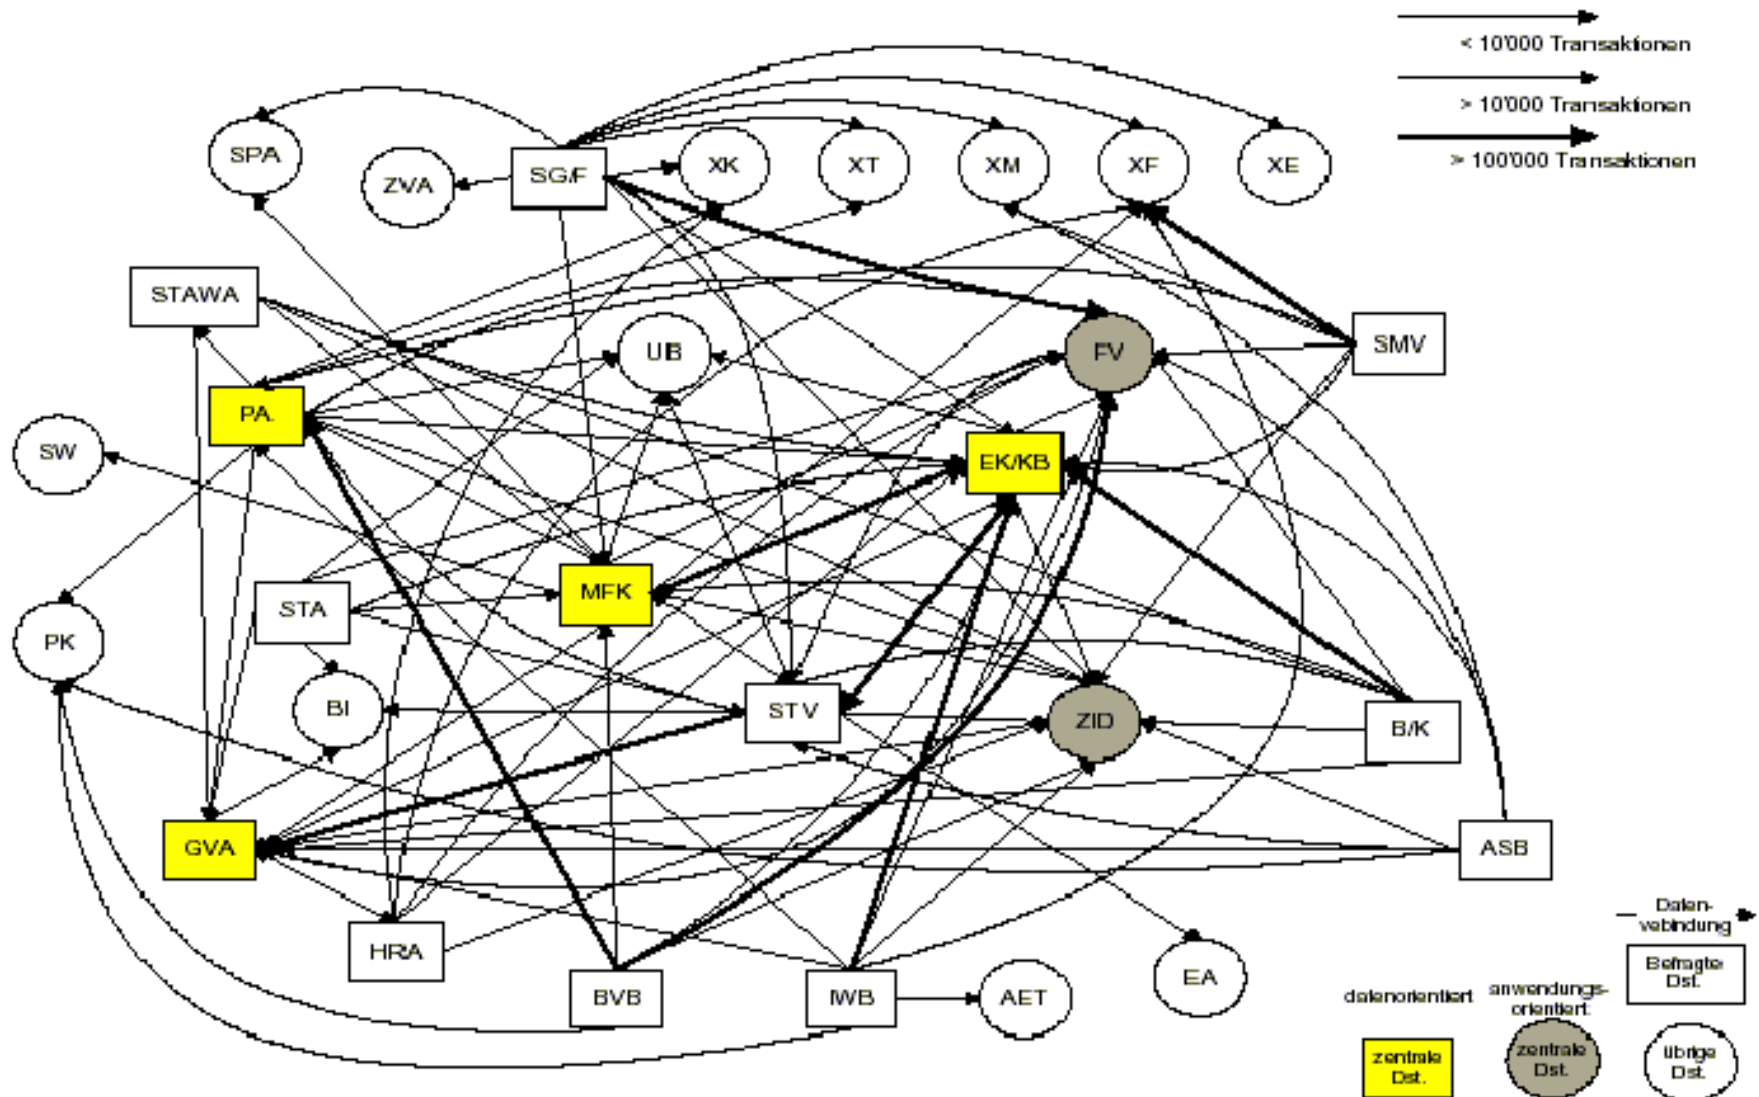 < 10'000 Transaktionen
> 10'000 Transaktionen
> 100'000 Transaktionen
SPA
ZVA
SG/F
XK
XT
XM
XF
XE
STAWA
UB
FV
SMV
PA.
SW
EK/KB
MFK
STA
PK
BI
STV
ZID
B/K
GVA
ASB
HRA
BVB
IWB
AET
EA
Daten-
vebindung
Befragte
Dst.
datenorientiert
anwendungs-
orientiert
zentrale
Dst.
zentrale
Dst.
übrige
Dst.